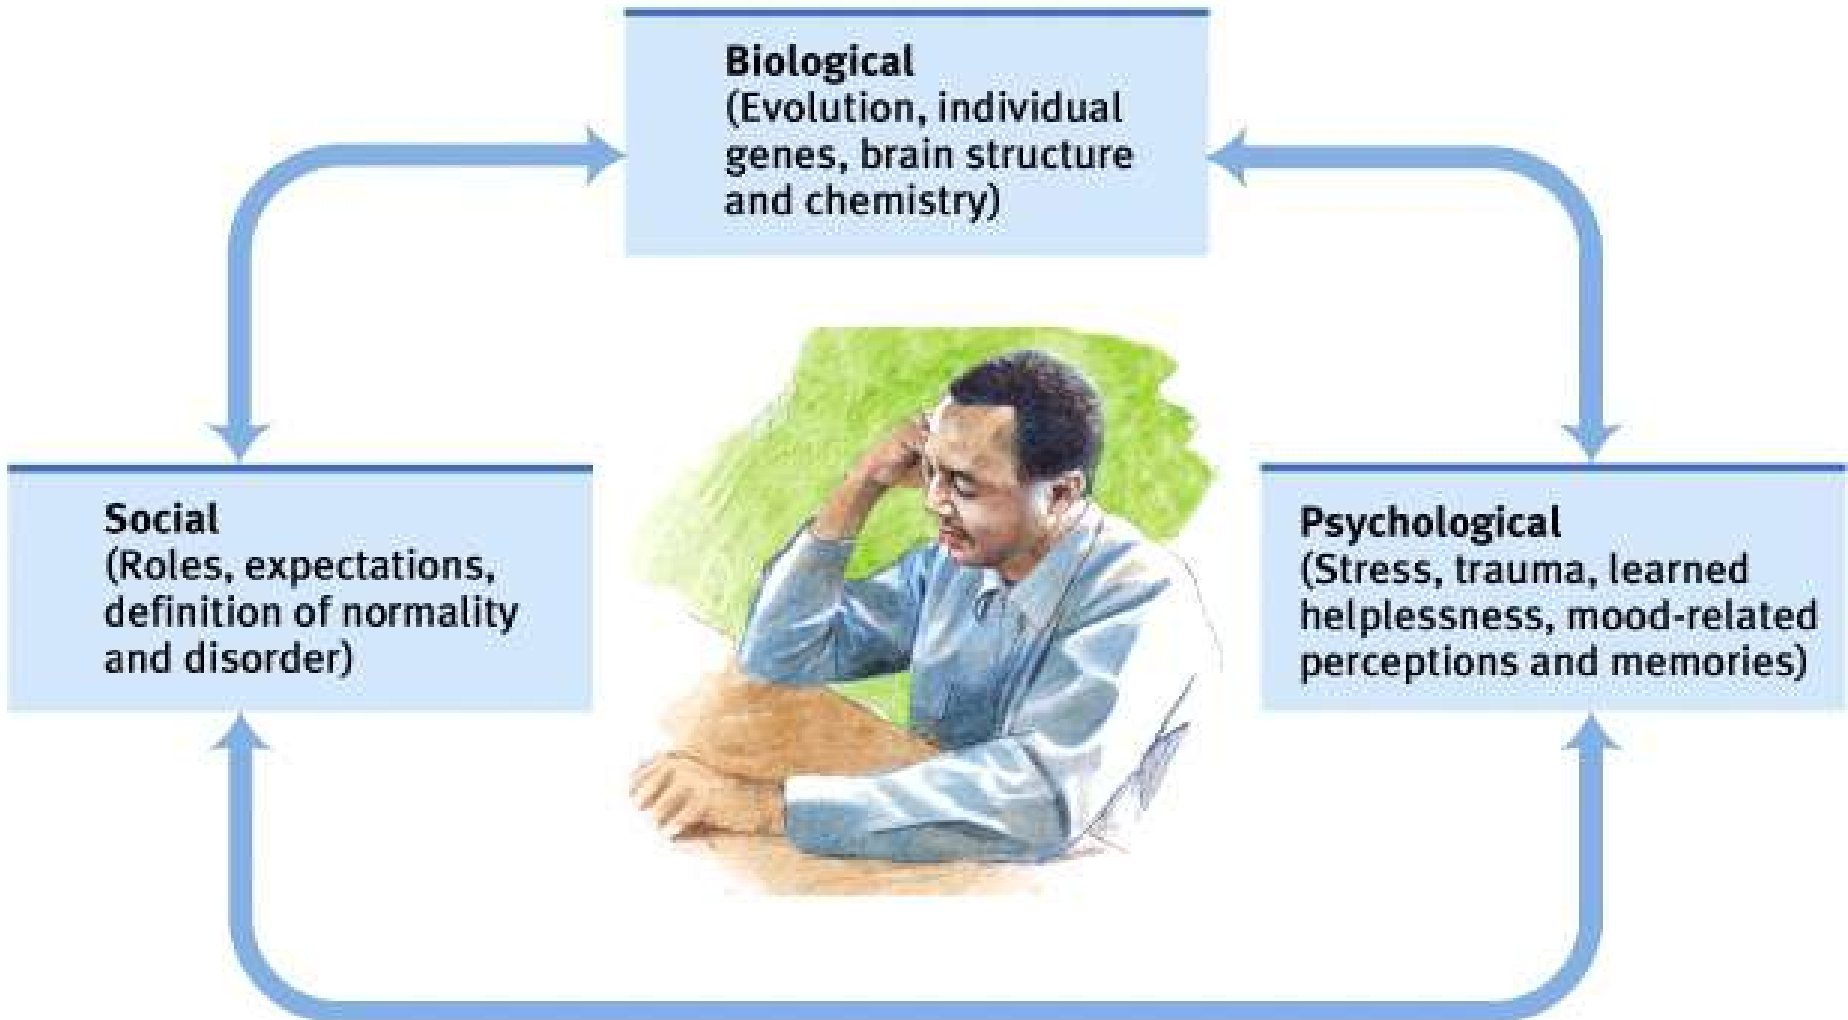 Biological
(Evolution, individual
genes, brain structure
and chemistry)
Social
(Roles, expectations,
definition of normality
and disorder)
Psychological
(Stress, trauma, learned
helplessness, mood-related
perceptions and memories)